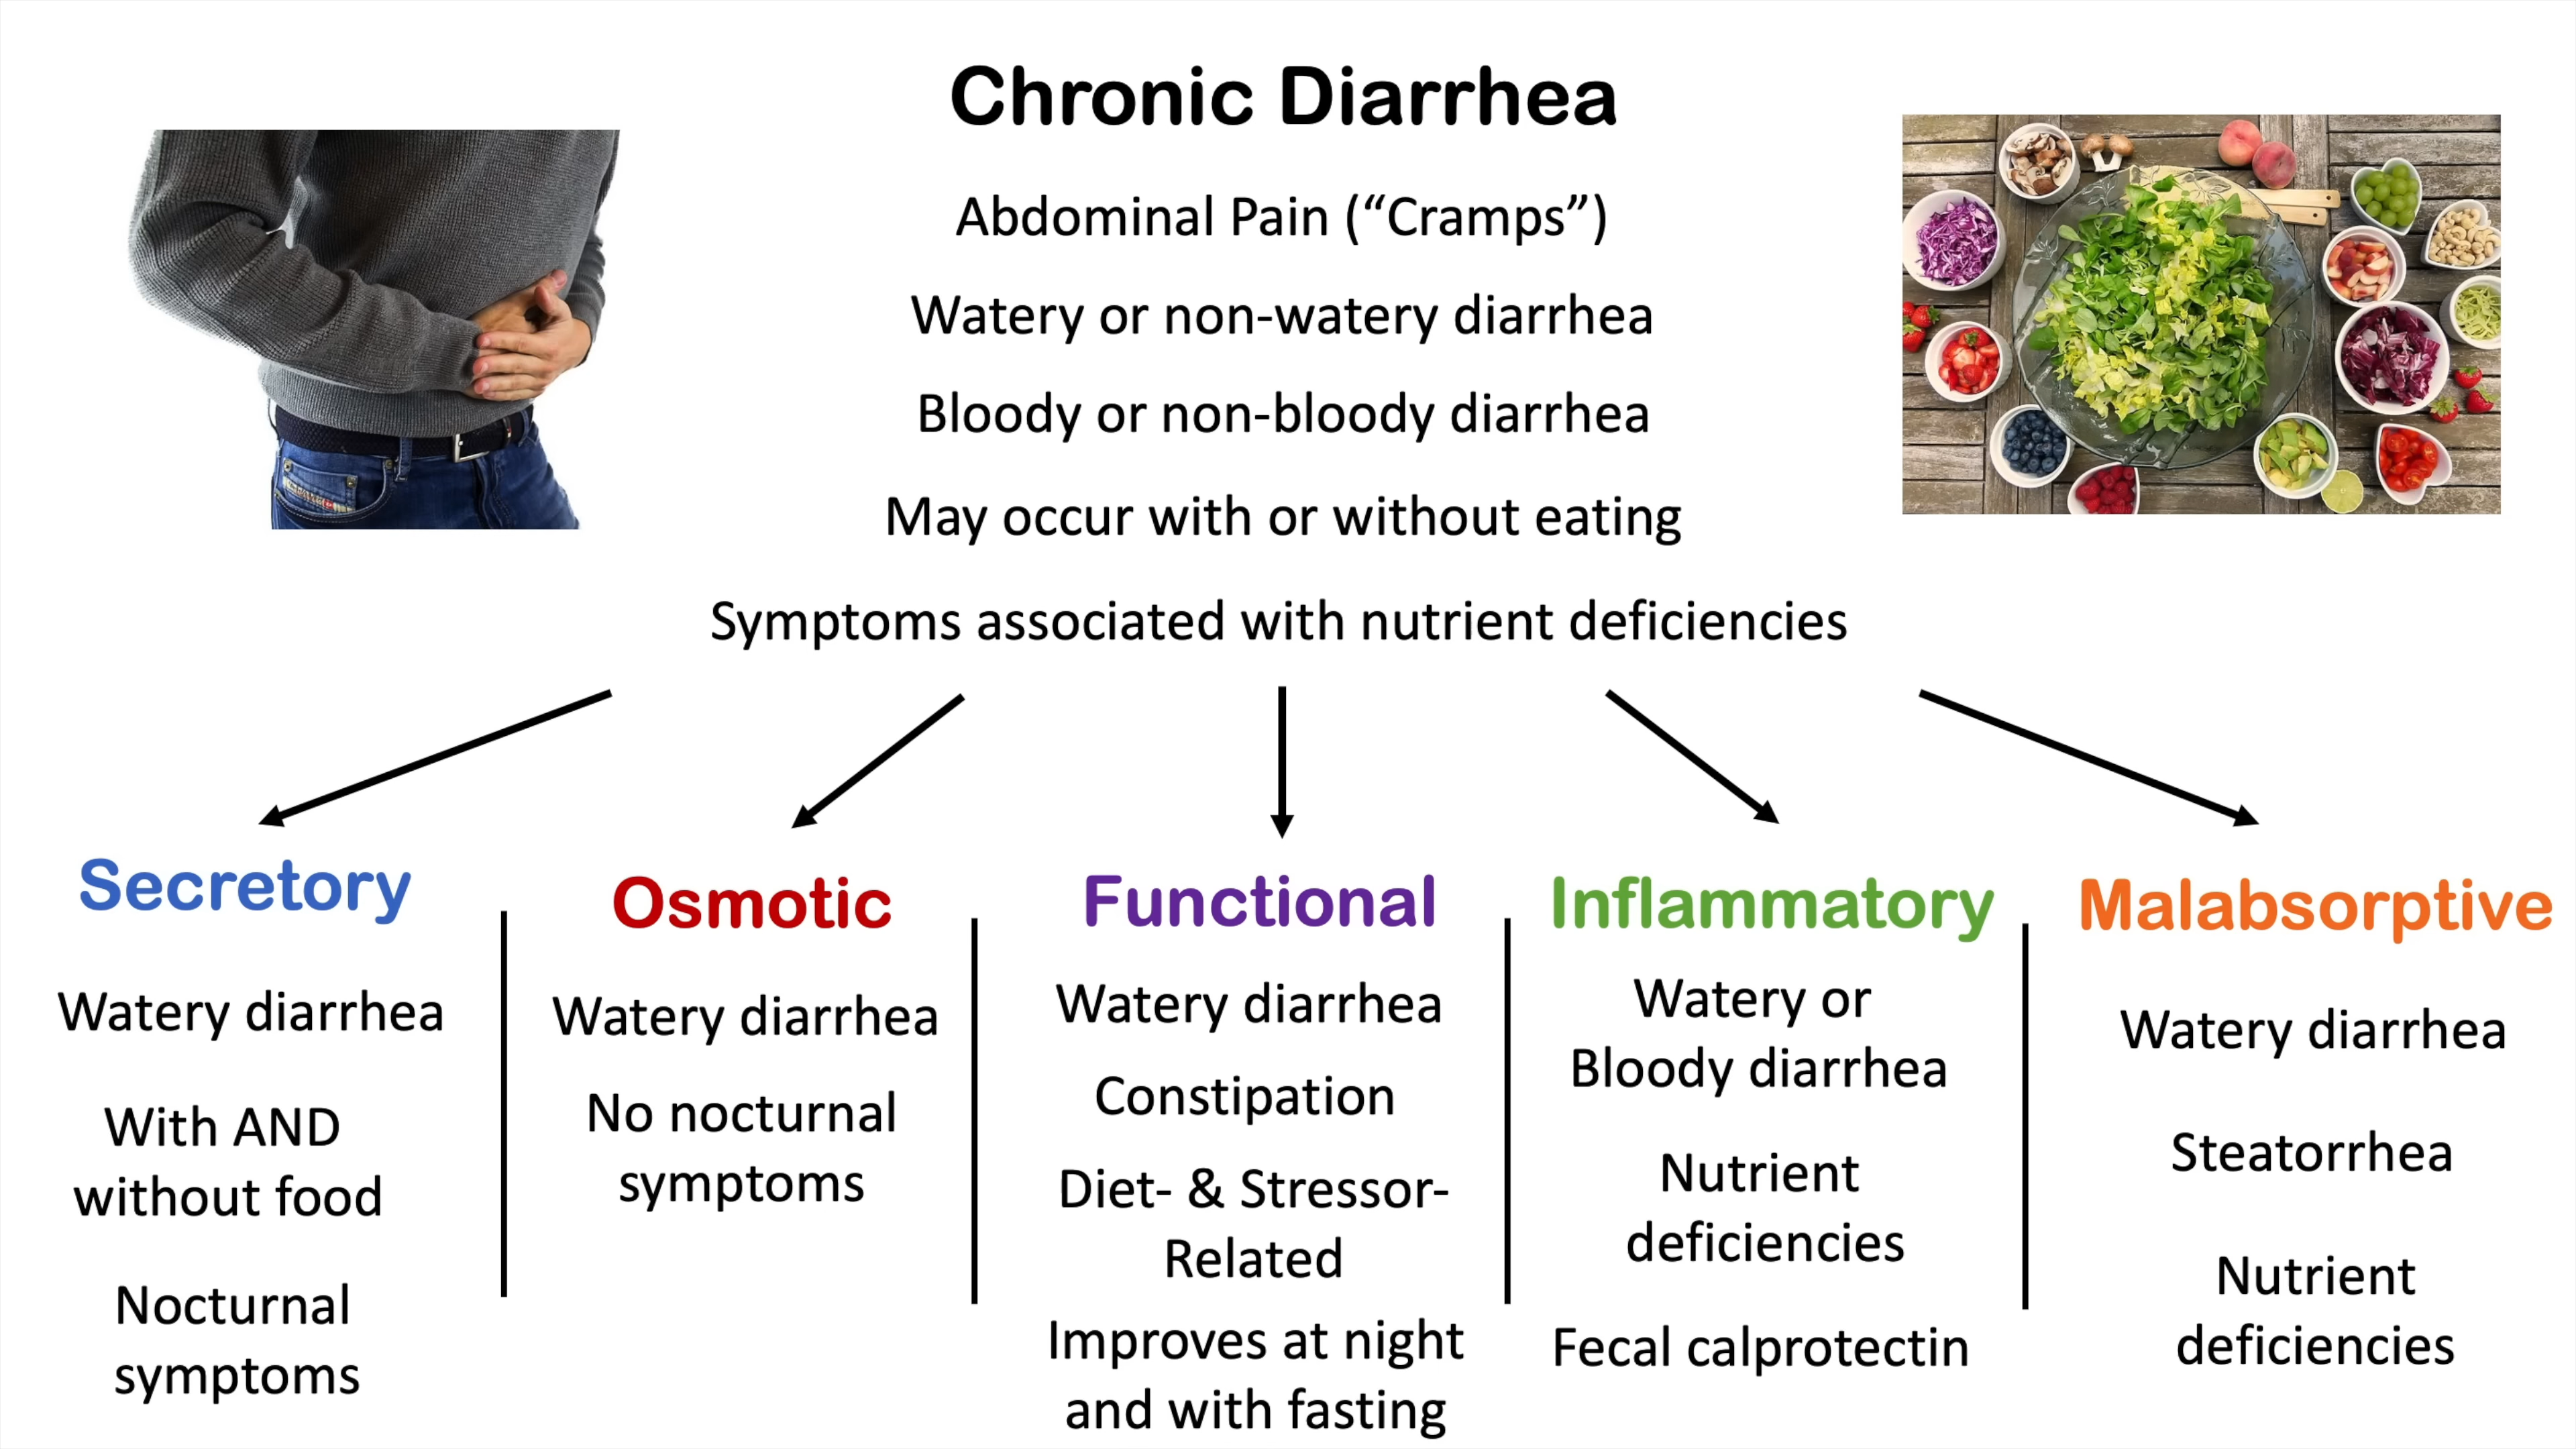 Chronic Diarrhea
Abdominal Pain (“Cramps”)
Watery or non-watery diarrhea
Bloody or non-bloody diarrhea
May occur with or without eating
Symptoms associated with nutrient deficiencies
Secretory
Watery diarrhea
With AND
without food
Nocturnal
symptoms
Osmotic
Watery diarrhea
No nocturnal
symptoms
Functional
Watery diarrhea
Constipation
Diet- & Stressor-
Related
Improves at night
and with fasting
Inflammatory
Watery or
Bloody diarrhea
Nutrient
deficiencies
Fecal calprotectin
Malabsorptive
Watery diarrhea
Steatorrhea
Nutrient
deficiencies